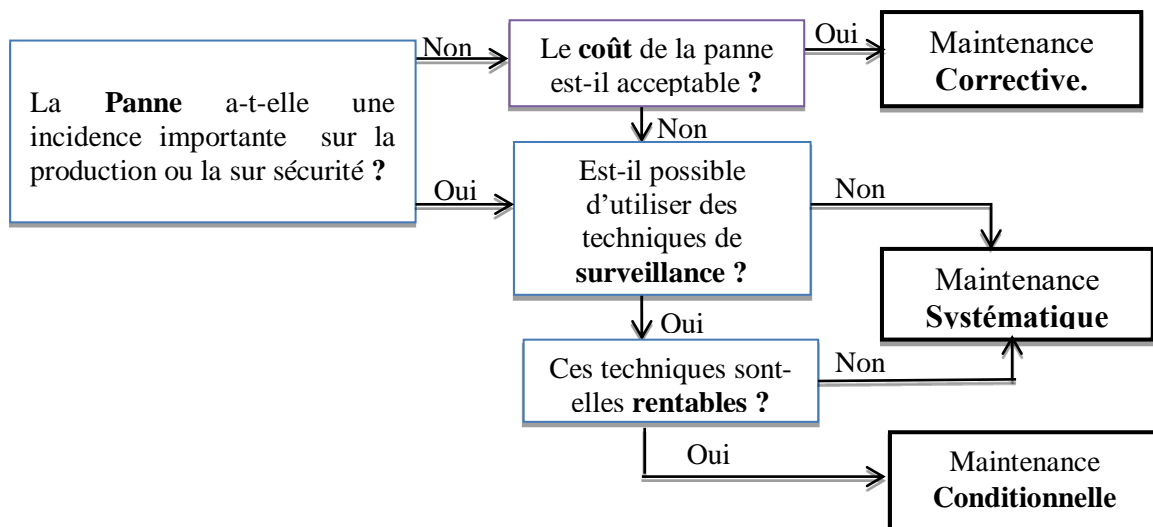 La Panne a-t-elle une
incidence importante sur la
production ou la sur sécurité ?
Non
Le coût de la panne
est-il acceptable ?
Oui
Maintenance
Corrective.
Non
Oui
Est-il possible
d’utiliser des
techniques de
surveillance ?
Non
Maintenance
Systématique
Oui
Ces techniques sont-
elles rentables ?
Non
Oui
Maintenance
Conditionnelle